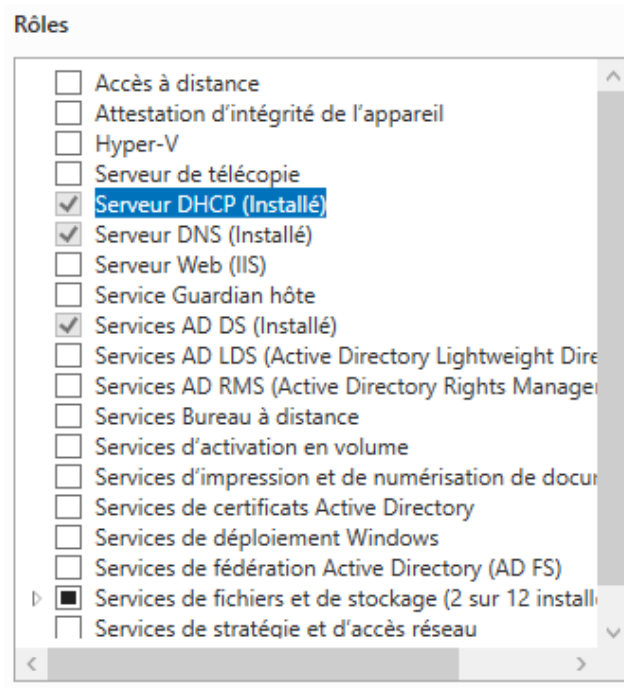 Rôles
Accès à distance
Attestation d’intégrité de l’appareil
Hyper-V
Serveur de télécopie
Serveur DHCP (Installé)
Serveur DNS (Installé)
Serveur Web (IIS)
Service Guardian hôte
Services AD DS (Installé)
Services AD LDS (Active Directory Lightweight Dire
Services AD RMS (Active Directory Rights Manage
Services Bureau à distance
Services d’activation en volume
Services d’impression et de numérisation de docu
Services de certificats Active Directory
Services de déploiement Windows
Services de fédération Active Directory (AD FS)
Services de fichiers et de stockage (2 sur 12 install
Services de stratégie et d’accès réseau